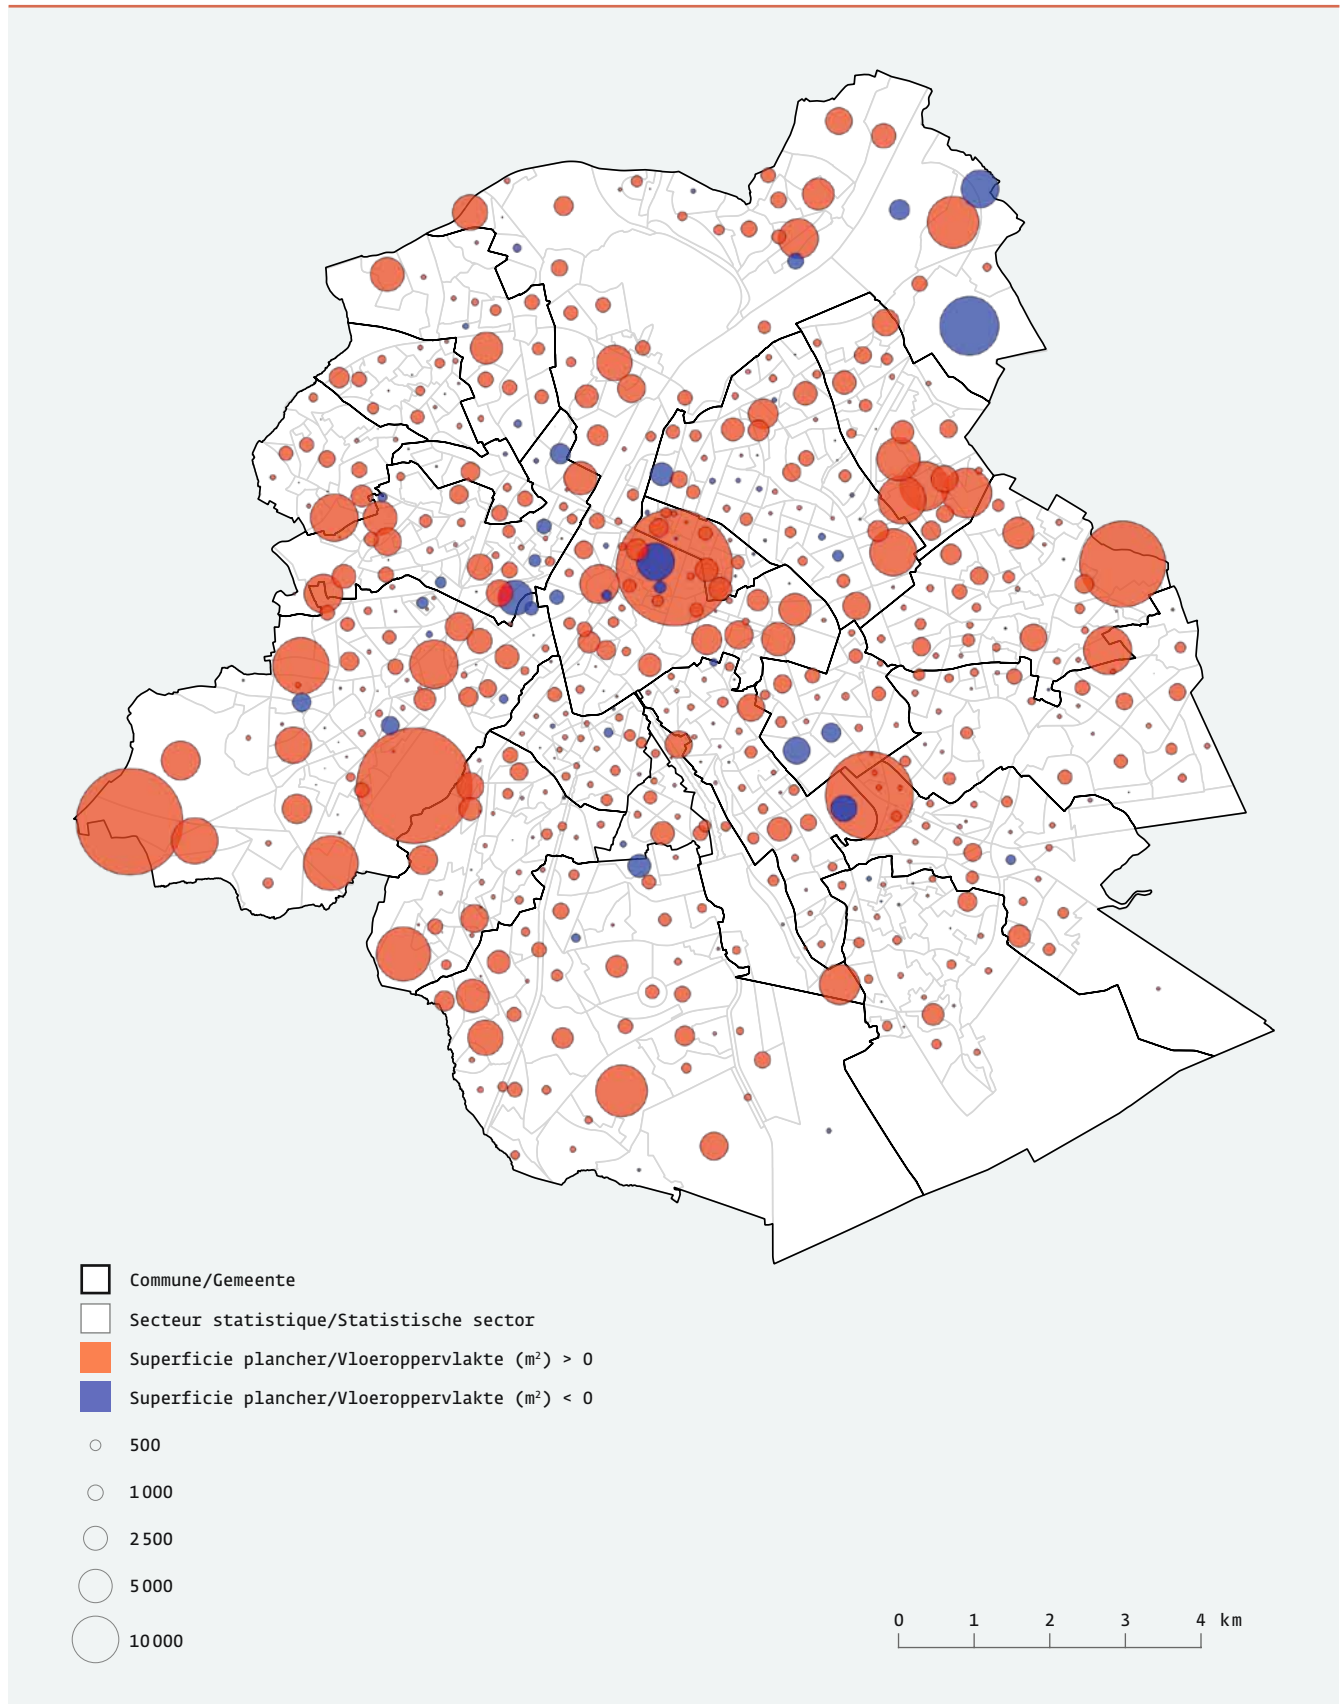 Commune/Gemeente
Secteur statistique/Statistische sector
Superficie plancher/Vloeroppervlakte (m²) > 0
Superficie plancher/Vloeroppervlakte (m²) < 0
500
1 000
2 500
5 000
10 000
0 1 2 3 4 km